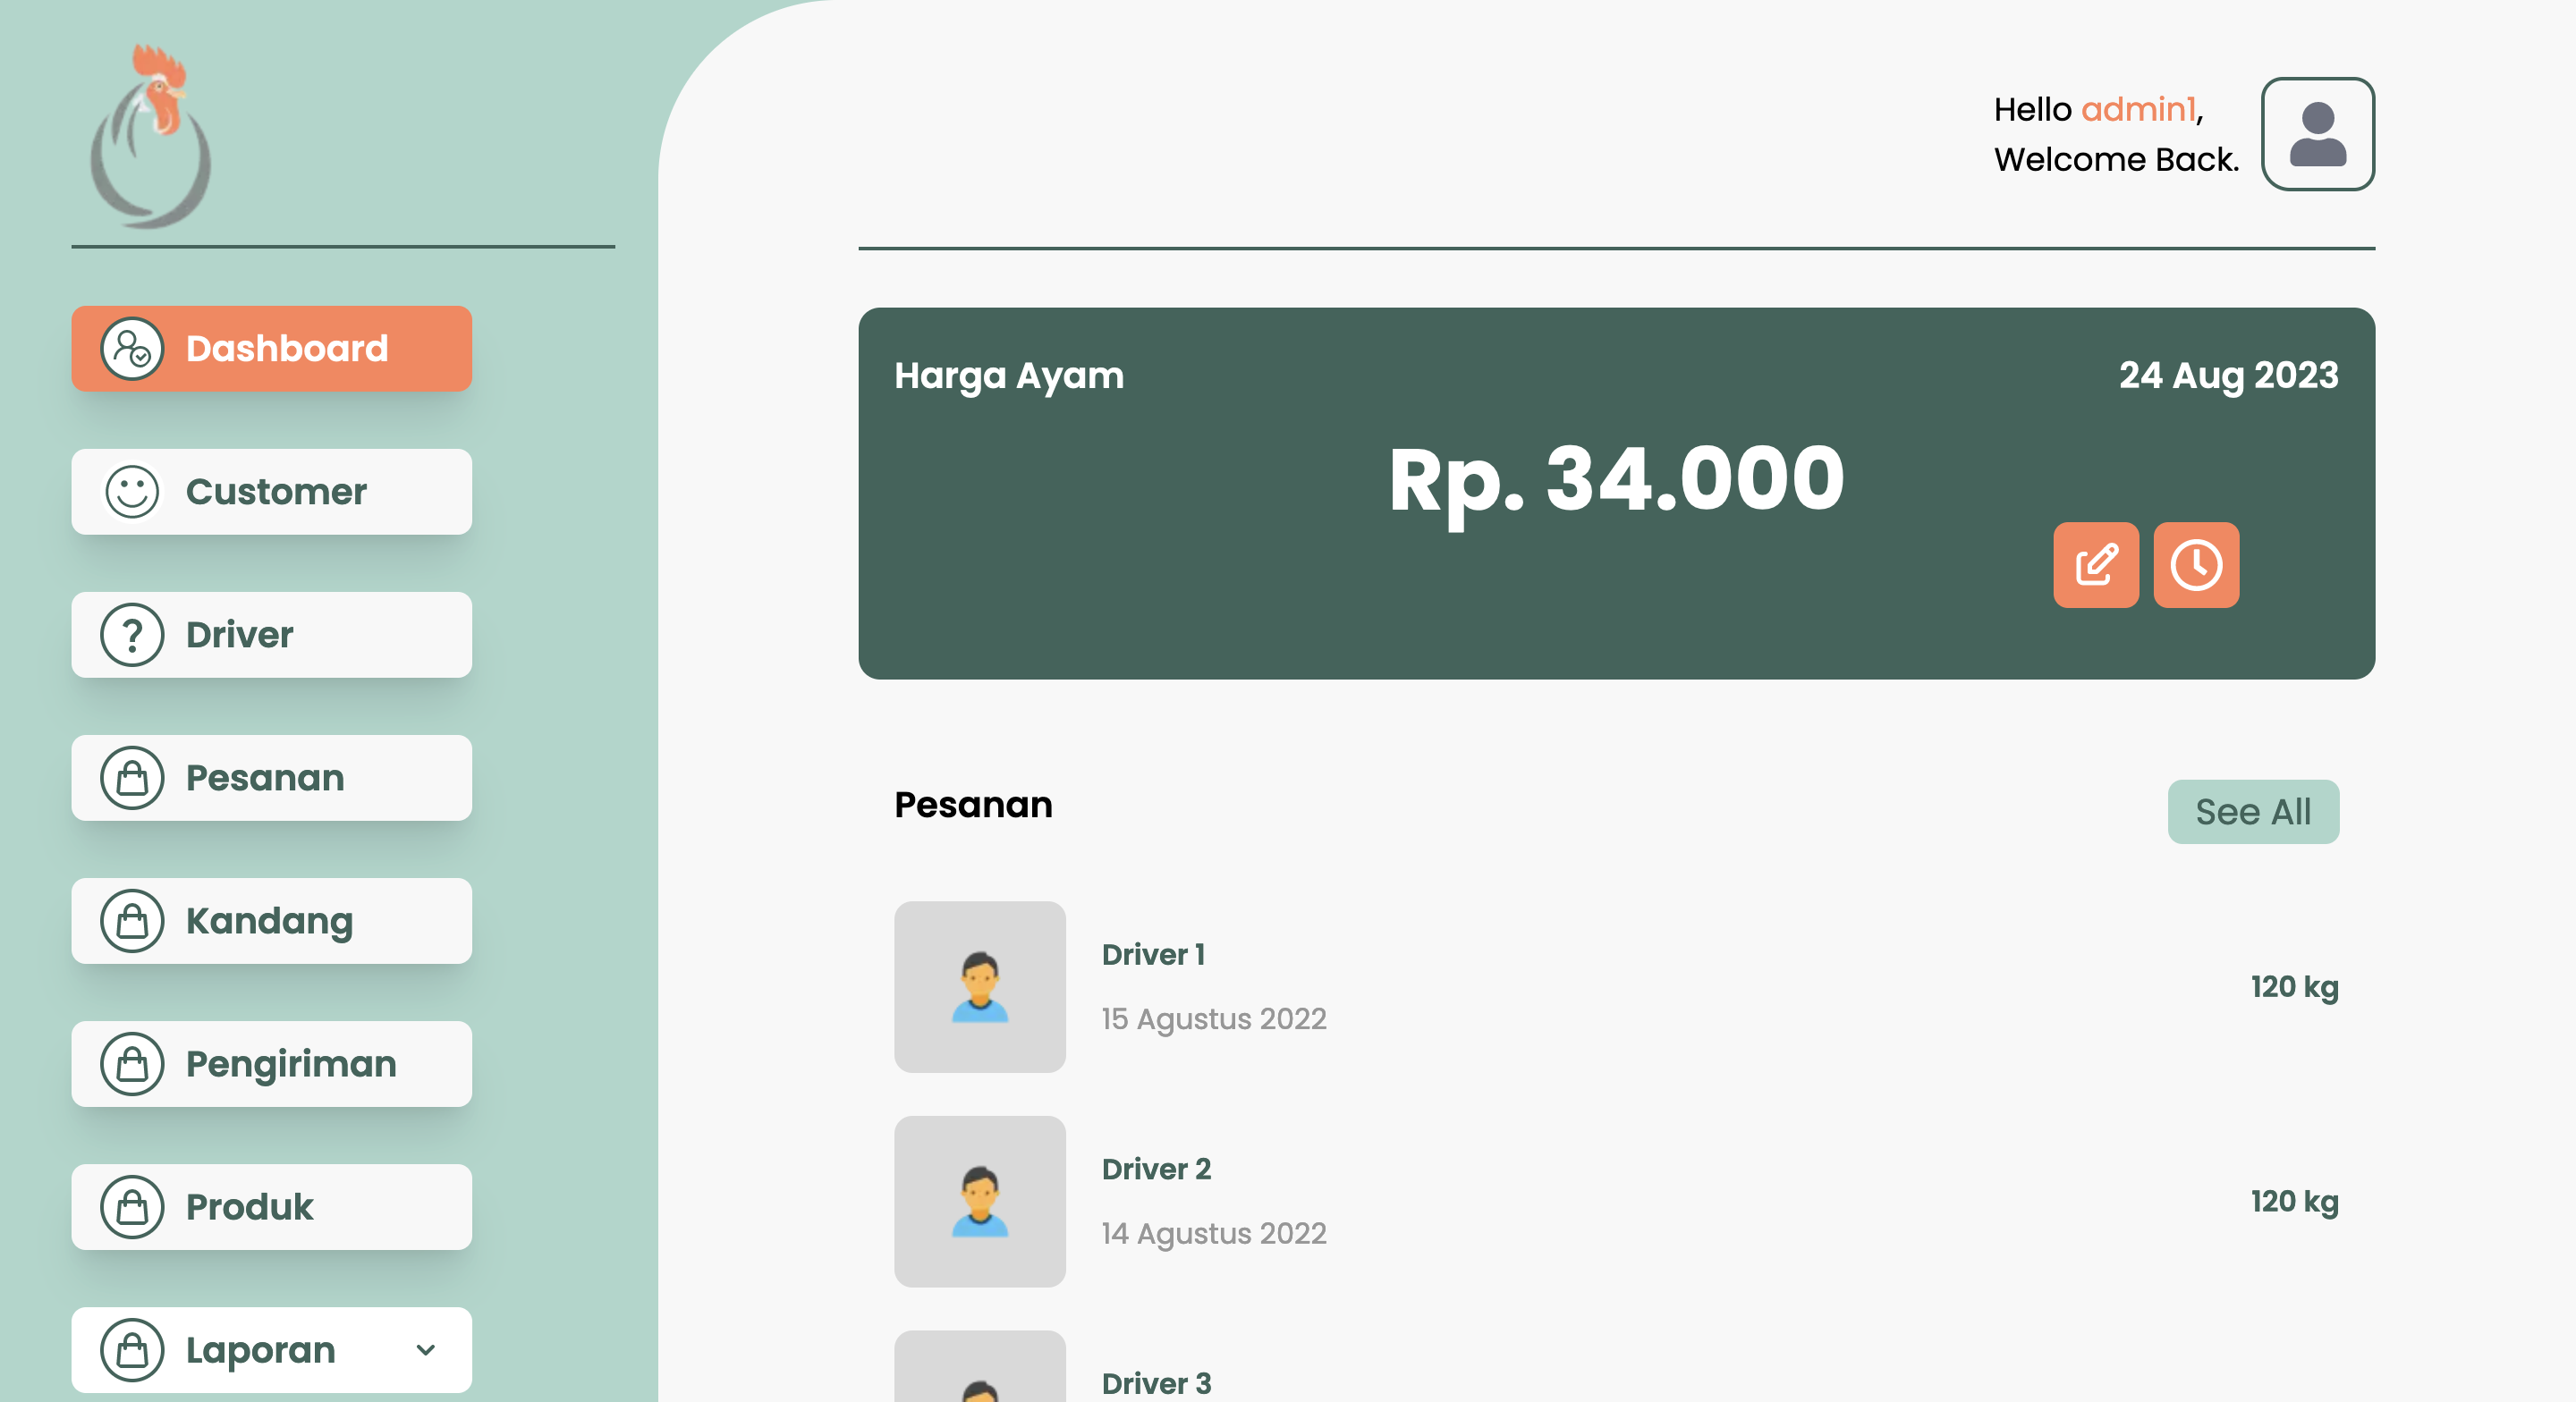 Hello admin1,
Welcome Back.
Dashboard
Customer
Driver
Pesanan
Kandang
Pengiriman
Produk
Laporan
Harga Ayam
24 Aug 2023
Rp. 34.000
Pesanan
See All
Driver 1
15 Agustus 2022
120 kg
Driver 2
14 Agustus 2022
120 kg
Driver 3